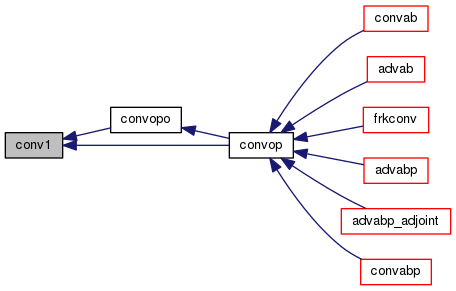 convab
advab
convopo
frkconv
conv1
convop
advabp
advabp_adjoint
convabp